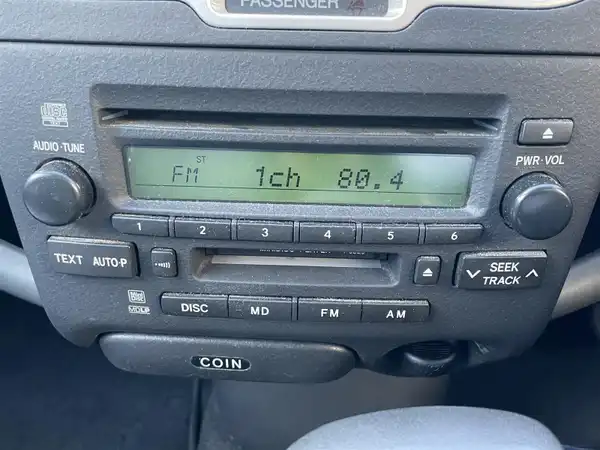 PASSENGER
AUDIO·TUNE
ST
FM 1ch 80.4
PWR·VOL
1 2 3 4 5 6
TEXT AUTO·P
SEEK
TRACK
MDLP
DISC MD FM AM
COIN